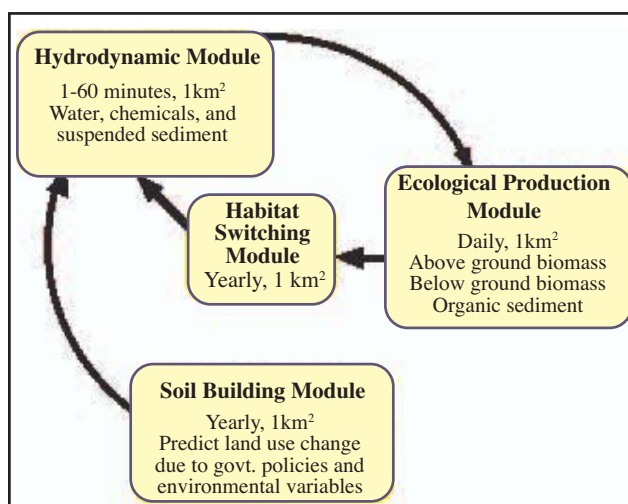 Hydrodynamic Module
1-60 minutes, 1km²
Water, chemicals, and
suspended sediment
Ecological Production
Module
Daily, 1km²
Above ground biomass
Below ground biomass
Organic sediment
Habitat
Switching
Module
Yearly, 1 km²
Soil Building Module
Yearly, 1km²
Predict land use change
due to govt. policies and
environmental variables